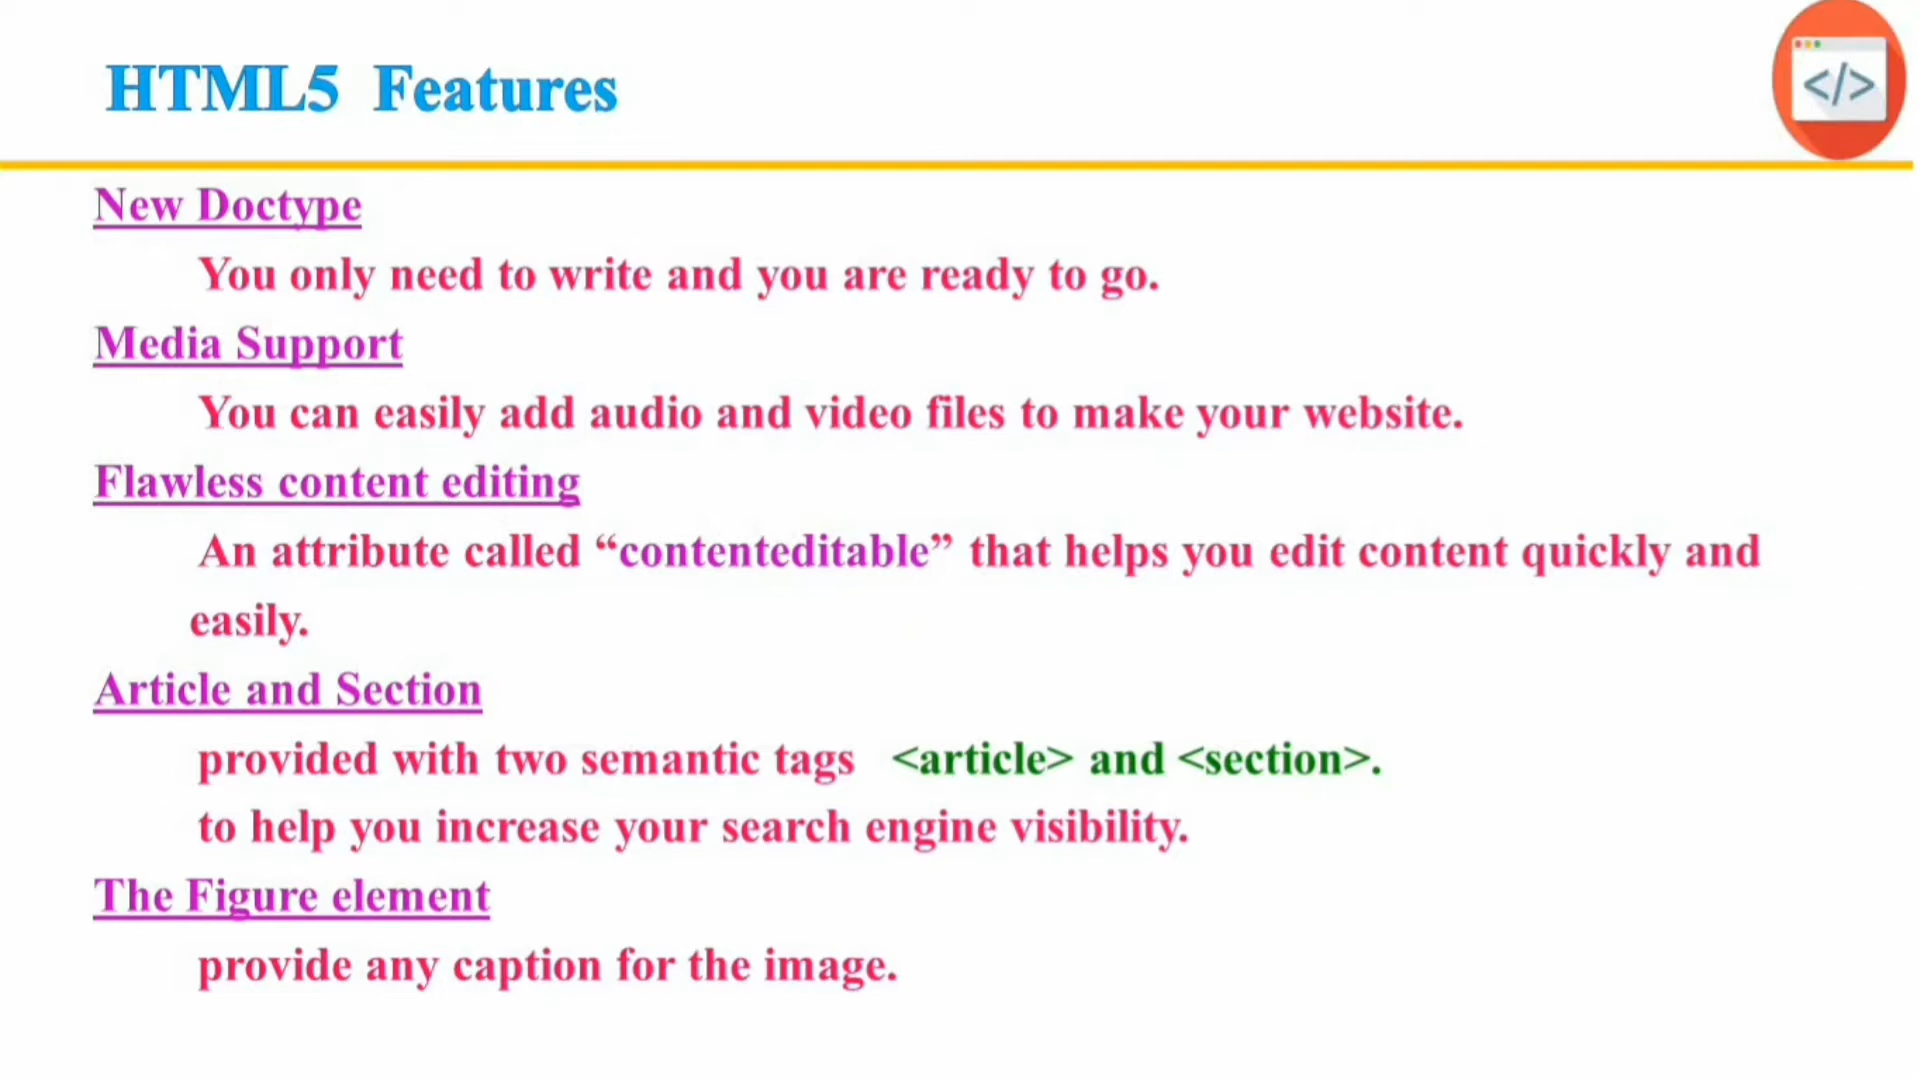 HTML5 Features
</>
New Doctype
You only need to write and you are ready to go.
Media Support
You can easily add audio and video files to make your website.
Flawless content editing
An attribute called “contenteditable” that helps you edit content quickly and
easily.
Article and Section
provided with two semantic tags <article> and <section>.
to help you increase your search engine visibility.
The Figure element
provide any caption for the image.